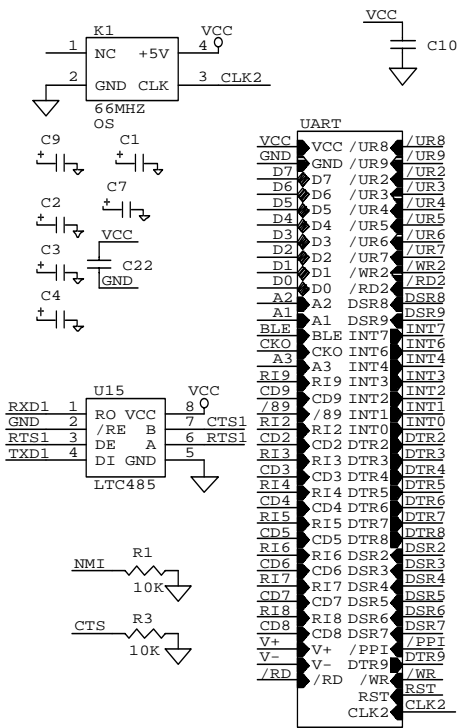 K1
VCC
1 NC +5V 4
2 GND CLK 3 CLK2
66MHZ
OS
VCC
C10
C9
C1
C2
C7
C3
VCC
C22
GND
C4
U15
VCC
RXD1 1 RO VCC 8
GND 2 /RE B 7 CTS1
RTS1 3 DE A 6 RTS1
TXD1 4 DI GND 5
LTC485
NMI R1
10K
CTS R3
10K
UART
VCC VCC /UR8 /UR8
GND GND /UR9 /UR9
D7 D7 /UR2 /UR2
D6 D6 /UR3 /UR3
D5 D5 /UR4 /UR4
D4 D4 /UR5 /UR5
D3 D3 /UR6 /UR6
D2 D2 /UR7 /UR7
D1 D1 /WR2 /WR2
D0 D0 /RD2 /RD2
A2 A2 DSR8 DSR8
A1 A1 DSR9 DSR9
BLE BLE INT7 INT7
CKO CKO INT6 INT6
A3 A3 INT4 INT4
RI9 RI9 INT3 INT3
CD9 CD9 INT2 INT2
/89 /89 INT1 INT1
RI2 RI2 INT0 INT0
CD2 CD2 DTR2 DTR2
RI3 RI3 DTR3 DTR3
CD3 CD3 DTR4 DTR4
RI4 RI4 DTR5 DTR5
CD4 CD4 DTR6 DTR6
RI5 RI5 DTR7 DTR7
CD5 CD5 DTR8 DTR8
RI6 RI6 DSR2 DSR2
CD6 CD6 DSR3 DSR3
RI7 RI7 DSR4 DSR4
CD7 CD7 DSR5 DSR5
RI8 RI8 DSR6 DSR6
CD8 CD8 DSR7 DSR7
V+ V+ /PPI /PPI
V- V- DTR9 DTR9
/RD /RD /WR /WR
RST RST
CLK2 CLK2